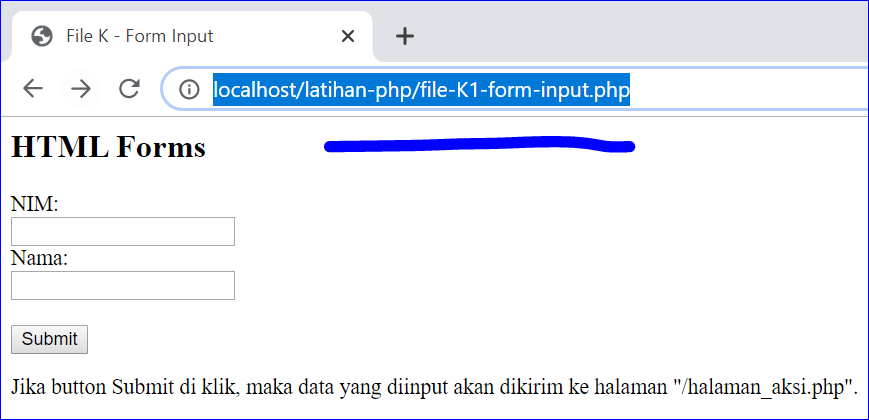 File K - Form Input
localhost/latihan-php/file-K1-form-input.php
HTML Forms
NIM:
Nama:
Submit
Jika button Submit di klik, maka data yang diinput akan dikirim ke halaman "/halaman_aksi.php".